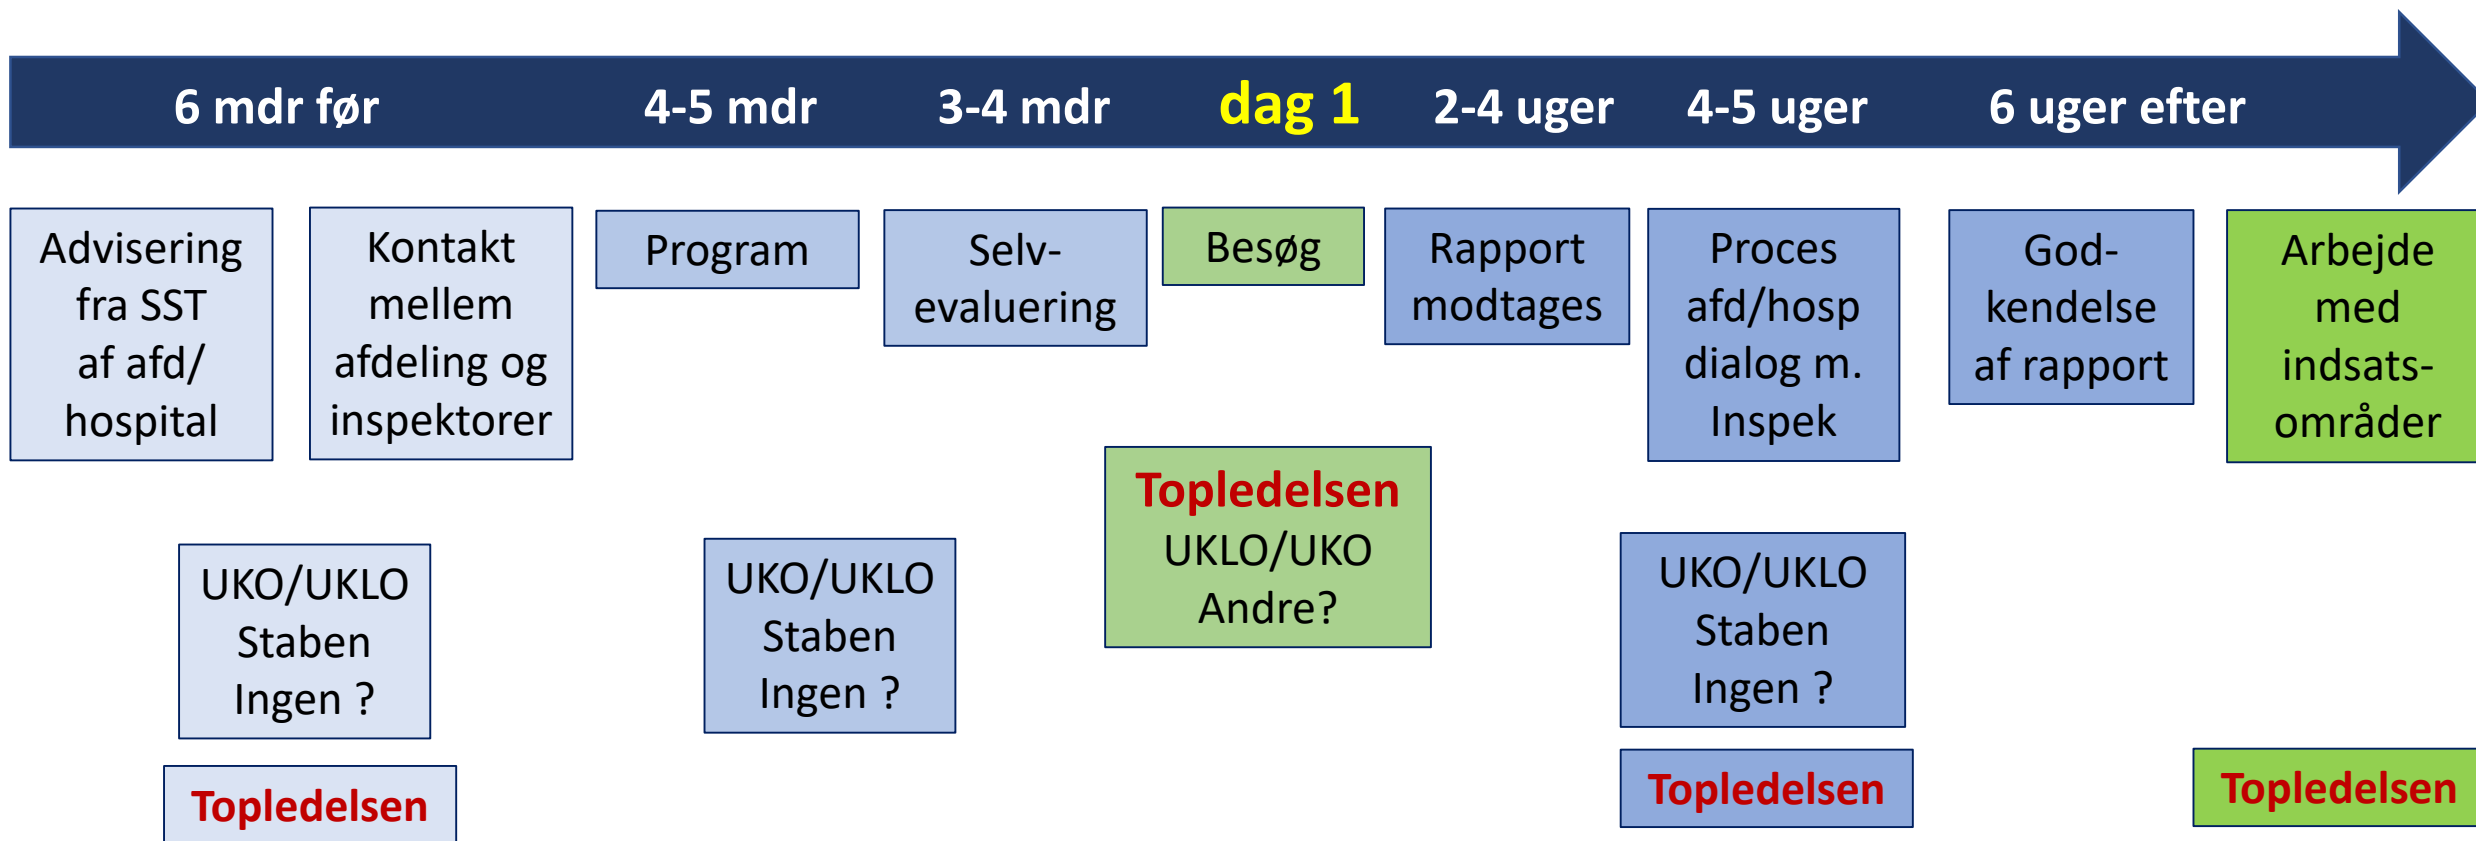 6 mdr før 4-5 mdr 3-4 mdr dag 1 2-4 uger 4-5 uger 6 uger efter
Advisering
fra SST
af afd/
hospital
Kontakt
mellem
afdeling og
inspektorer
Program
Selv-
evaluering
Besøg
Rapport
modtages
Proces
afd/hosp
dialog m.
Inspek
God-
kendelse
af rapport
Arbejde
med
indsats-
områder
UKO/UKLO
Staben
Ingen ?
Topledelsen
UKO/UKLO
Staben
Ingen ?
Topledelsen
UKLO/UKO
Andre?
UKO/UKLO
Staben
Ingen ?
Topledelsen
Topledelsen